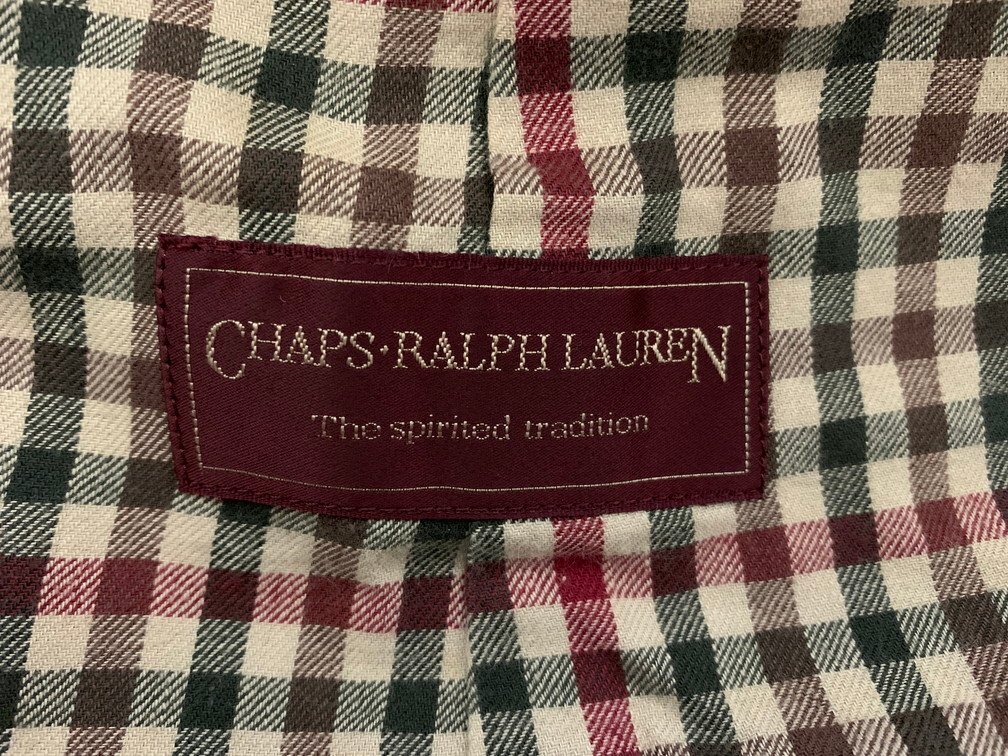 CHAPS·RALPH LAUREN
The spirited tradition